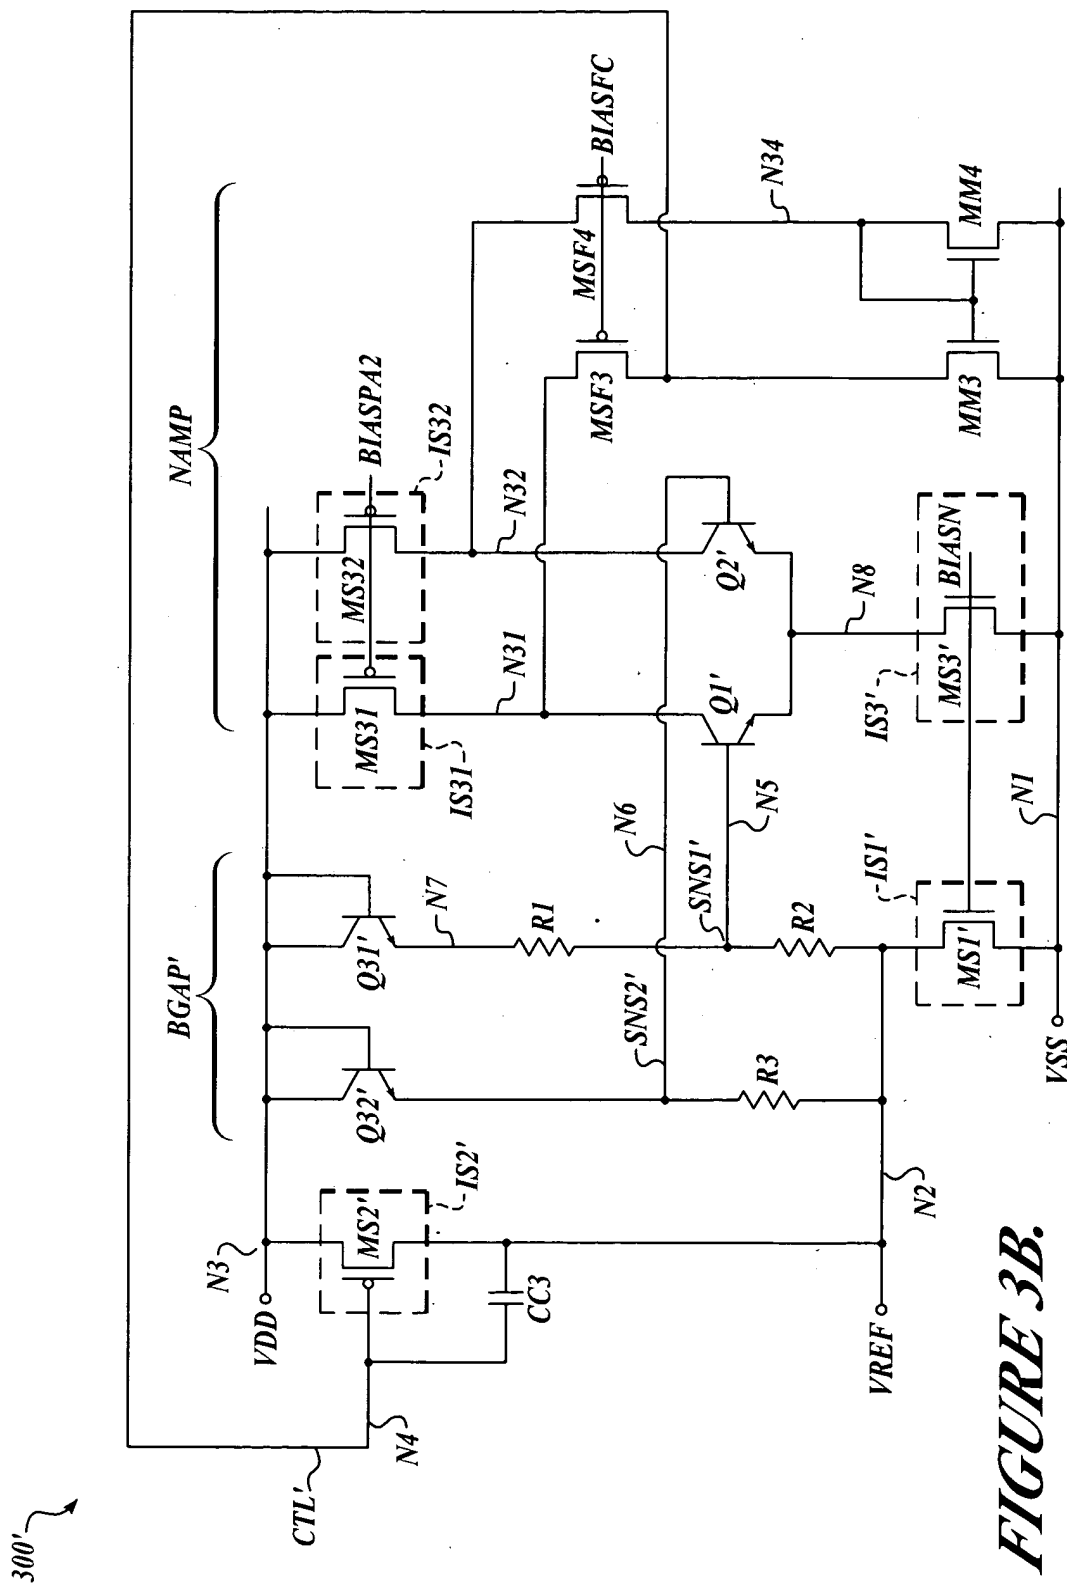 300'
CTL'
N4
N3
VDD
MS2'
IS2'
CC3
VREF
N2
BGAP'
Q32'
Q31'
N7
R1
SNS2'
SNS1'
R3
R2
N6
N5
IS1'
MS1'
VSS
N1
NAMP
MS31
IS31
MS32
IS32
BIASPA2
N31
N32
Q1'
Q2'
N8
IS3'
MS3'
BIASN
MSF3
MSF4
BIASFC
N34
MM3
MM4
FIGURE 3B.